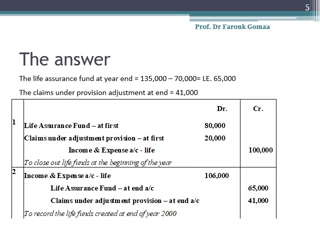 5
Prof. Dr Farouk Gomaa
The answer
The life assurance fund at year end = 135,000 – 70,000= LE. 65,000
The claims under provision adjustment at end = 41,000
Dr. Cr.
1 Life Assurance Fund – at first 80,000
Claims under adjustment provision – at first 20,000
Income & Expense a/c - life 100,000
To close out life funds at the beginning of the year
2 Income & Expense a/c - life 106,000
Life Assurance Fund – at end a/c 65,000
Claims under adjustment provision – at end a/c 41,000
To record the life funds created at end of year 2000